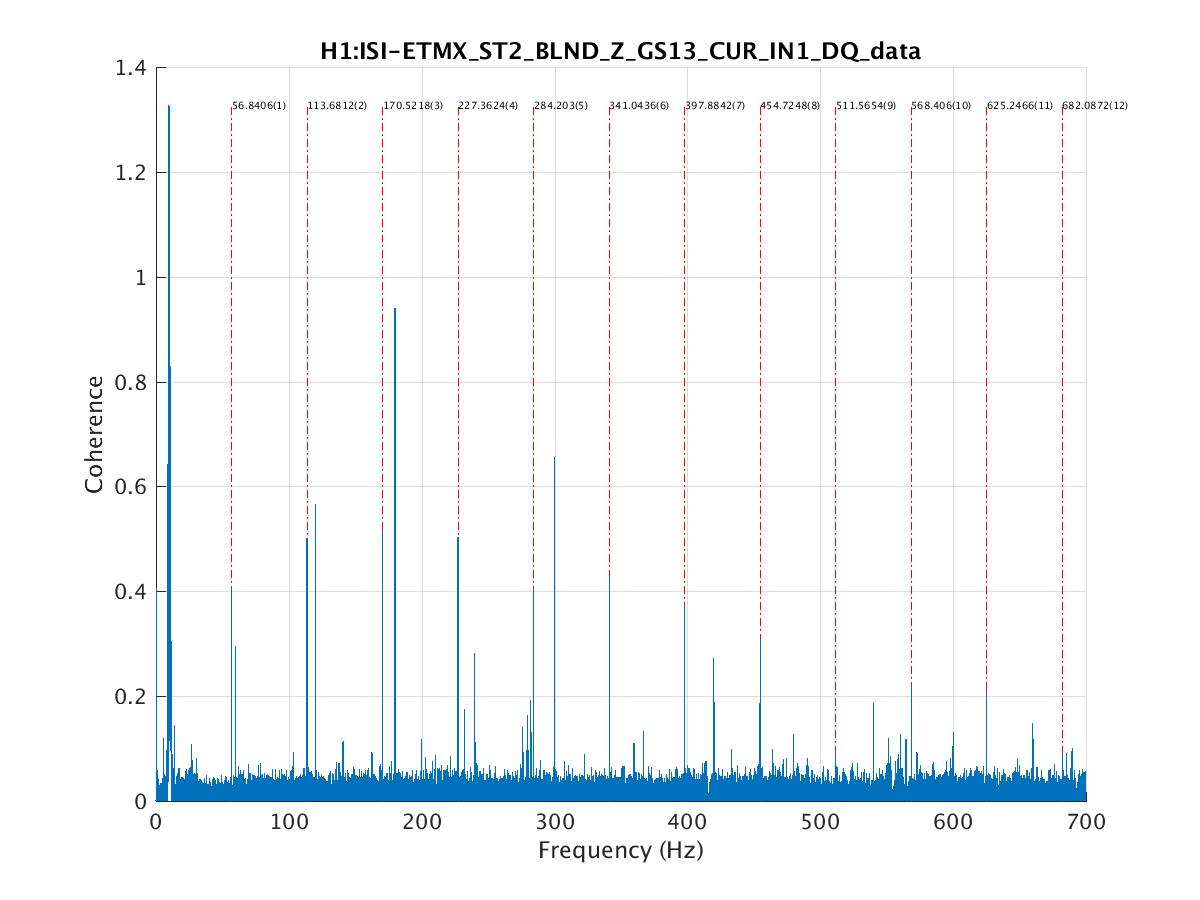 H1:ISI-ETMX_ST2_BLND_Z_GS13_CUR_IN1_DQ_data
1.4
56.8406(1) 113.6812(2) 170.5218(3) 227.3624(4) 284.203(5) 341.0436(6) 397.8842(7) 454.7248(8) 511.5654(9) 568.406(10) 625.2466(11) 682.0872(12)
1.2
1
0.8
0.6
0.4
0.2
0
Coherence
0 100 200 300 400 500 600 700
Frequency (Hz)